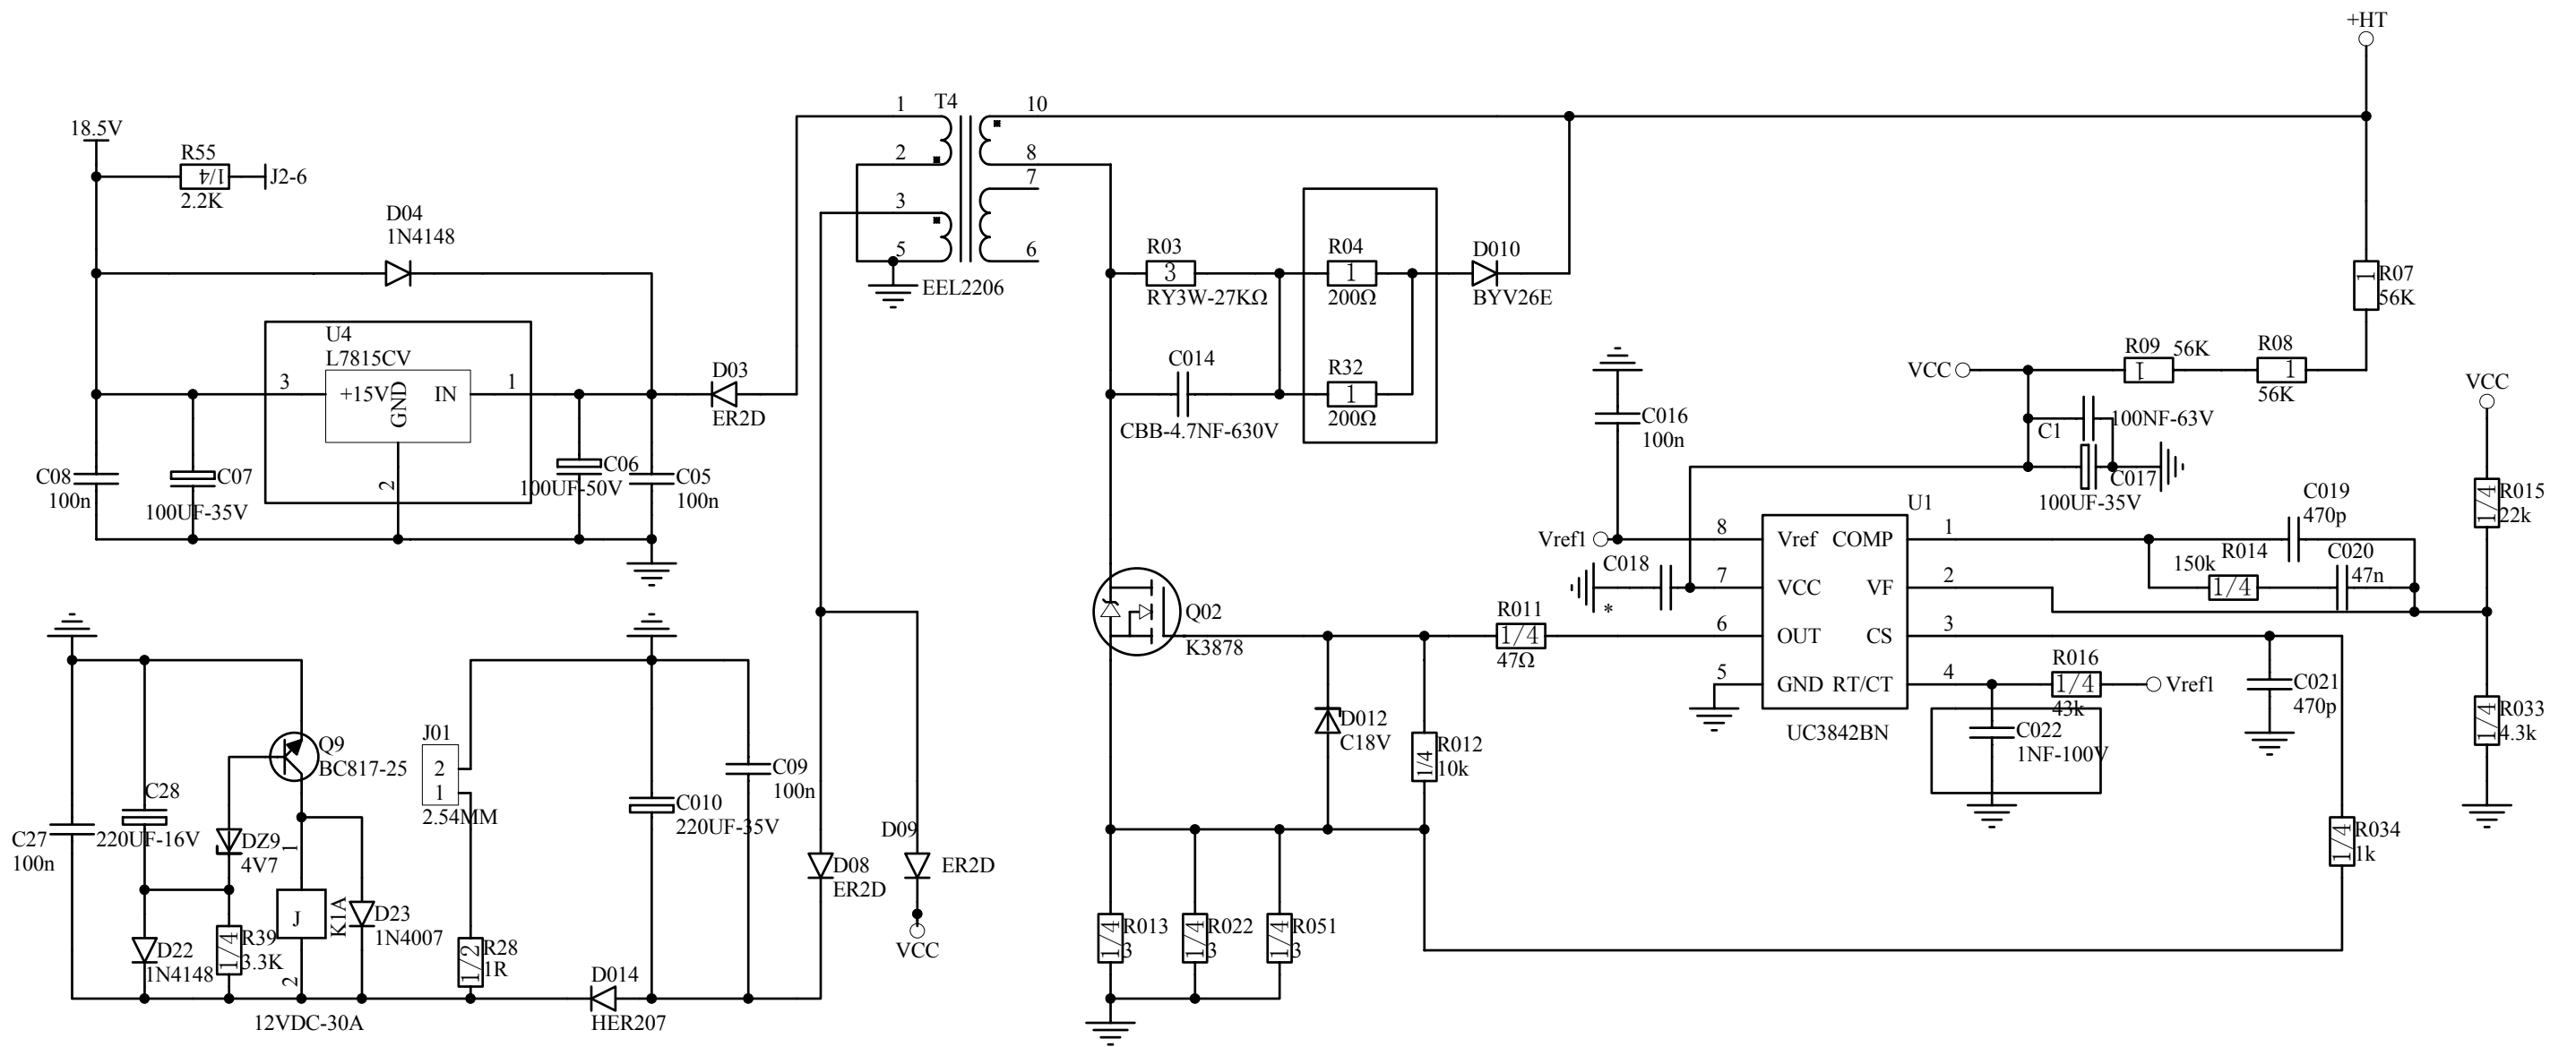 +HT
1
T4
10
18.5V
R55
1/4
J2-6
2.2K
2
8
7
3
5
6
EEL2206
D04
1N4148
R03
3
RY3W-27KΩ
R04
1
200Ω
D010
BYV26E
1
R07
56K
U4
L7815CV
3
+15V
GND
IN
1
2
D03
ER2D
C014
CBB-4.7NF-630V
R32
1
200Ω
VCC
R09
56K
1
R08
1
56K
VCC
C016
100n
C1
100NF-63V
C017
100UF-35V
C08
100n
C07
100UF-35V
C06
100UF-50V
C05
100n
1/4
R015
22k
U1
Vref1
8
Vref
COMP
1
C019
470p
C018
*
7
VCC
VF
2
150k
R014
1/4
C020
47n
Q02
K3878
R011
1/4
47Ω
6
OUT
CS
3
5
GND
RT/CT
4
R016
1/4
43k
Vref1
C021
470p
1/4
R033
4.3k
UC3842BN
C022
1NF-100V
D012
C18V
1/4
R012
10k
Q9
BC817-25
J01
2
1
2.54MM
C09
100n
C010
220UF-35V
C28
220UF-16V
C27
100n
DZ9
4V7
1
D09
ER2D
D08
ER2D
VCC
1/4
R034
1k
J
K1A
D23
1N4007
D22
1N4148
1/4
R39
3.3K
2
1/2
R28
1R
D014
HER207
12VDC-30A
1/4
R013
3
1/4
R022
3
1/4
R051
3